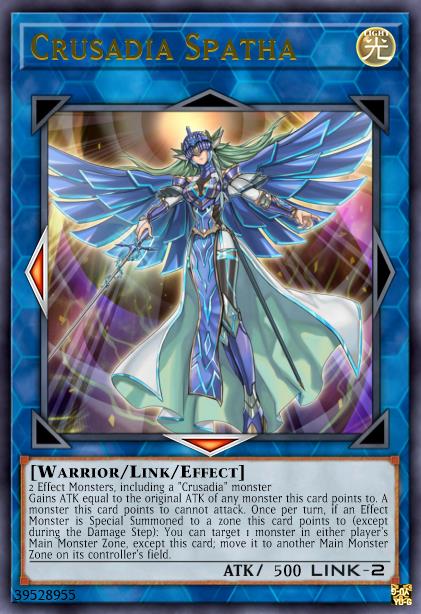 Crusadia Spatha
LIGHT
光
[Warrior/Link/Effect]
2 Effect Monsters, including a "Crusadia" monster
Gains ATK equal to the original ATK of any monster this card points to. A
monster this card points to cannot attack. Once per turn, if an Effect
Monster is Special Summoned to a zone this card points to (except
during the Damage Step): You can target 1 monster in either player's
Main Monster Zone, except this card; move it to another Main Monster
Zone on its controller's field.
ATK/ 500 LINK-2
39528955